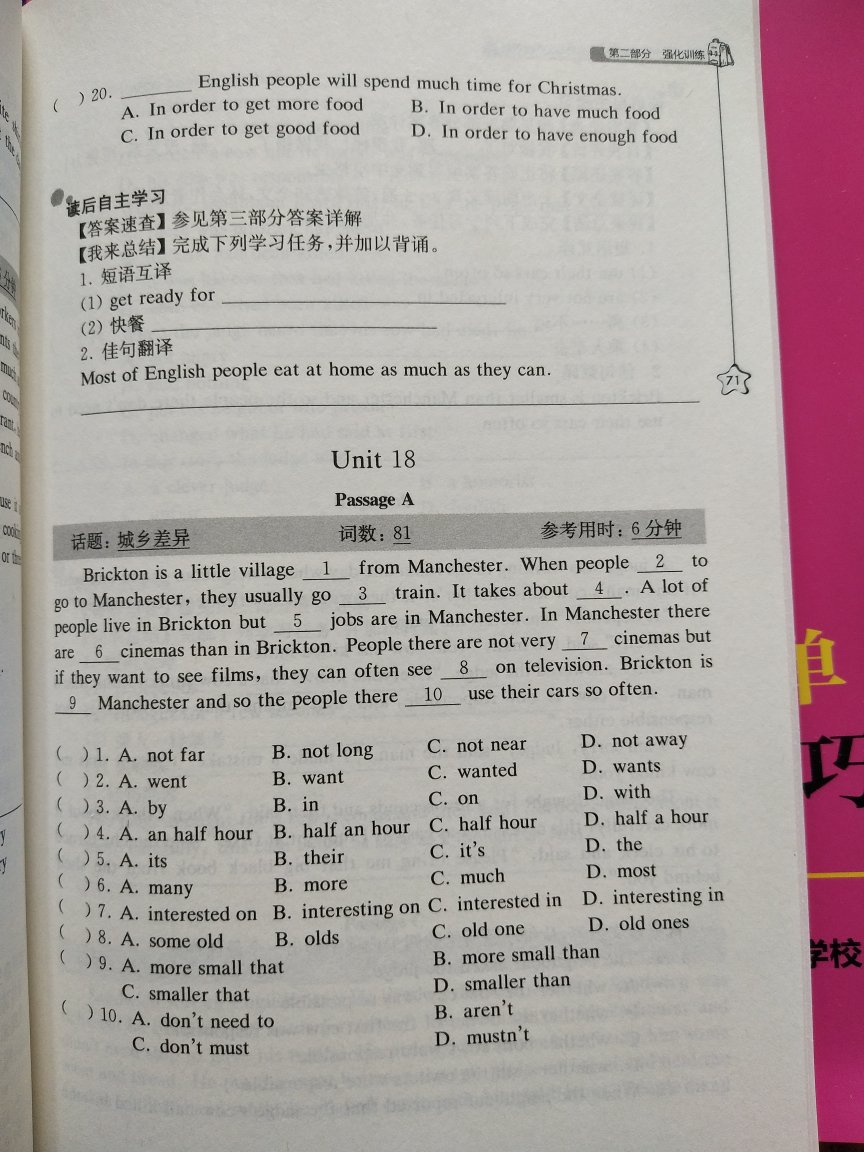 第二部分 强化训练
( ) 20. ________ English people will spend much time for Christmas.
A. In order to get more food B. In order to have much food
C. In order to get good food D. In order to have enough food
读后自主学习
【答案速查】参见第三部分答案详解
【我来总结】完成下列学习任务,并加以背诵。
1. 短语互译
(1) get ready for ________
(2) 快餐 ________
2. 佳句翻译
Most of English people eat at home as much as they can.
71
Unit 18
Passage A
话题: 城乡差异 词数: 81 参考用时: 6 分钟
Brickton is a little village 1 from Manchester. When people 2 to
go to Manchester, they usually go 3 train. It takes about 4 . A lot of
people live in Brickton but 5 jobs are in Manchester. In Manchester there
are 6 cinemas than in Brickton. People there are not very 7 cinemas but
if they want to see films, they can often see 8 on television. Brickton is
9 Manchester and so the people there 10 use their cars so often.
( ) 1. A. not far B. not long C. not near D. not away
( ) 2. A. went B. want C. wanted D. wants
( ) 3. A. by B. in C. on D. with
( ) 4. A. an half hour B. half an hour C. half hour D. half a hour
( ) 5. A. its B. their C. it's D. the
( ) 6. A. many B. more C. much D. most
( ) 7. A. interested on B. interesting on C. interested in D. interesting in
( ) 8. A. some old B. olds C. old one D. old ones
( ) 9. A. more small that B. more small than
C. smaller that D. smaller than
( ) 10. A. don't need to B. aren't
C. don't must D. mustn't
单
巧
学校